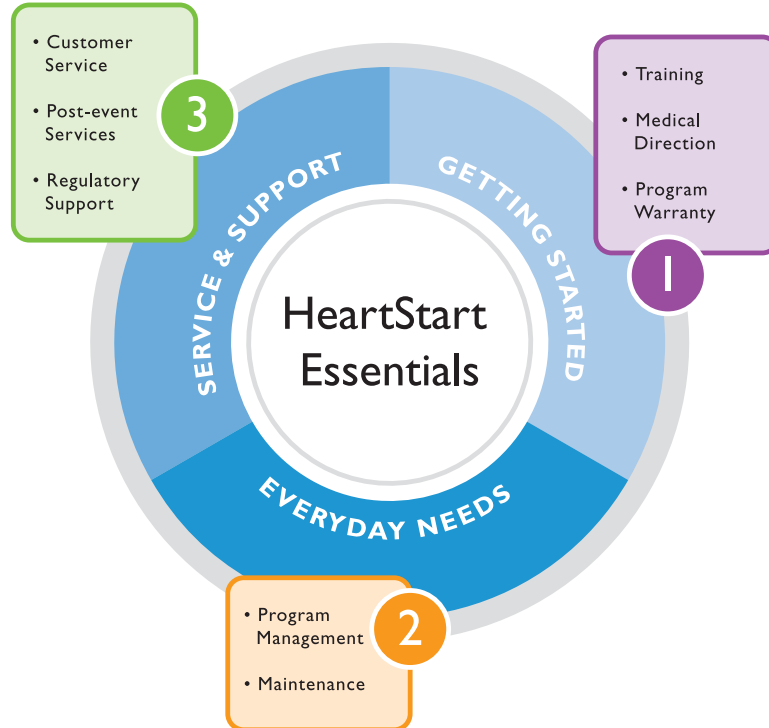 HeartStart
Essentials
GETTING STARTED
1
• Training
• Medical
Direction
• Program
Warranty
EVERYDAY NEEDS
2
• Program
Management
• Maintenance
SERVICE & SUPPORT
3
• Customer
Service
• Post-event
Services
• Regulatory
Support